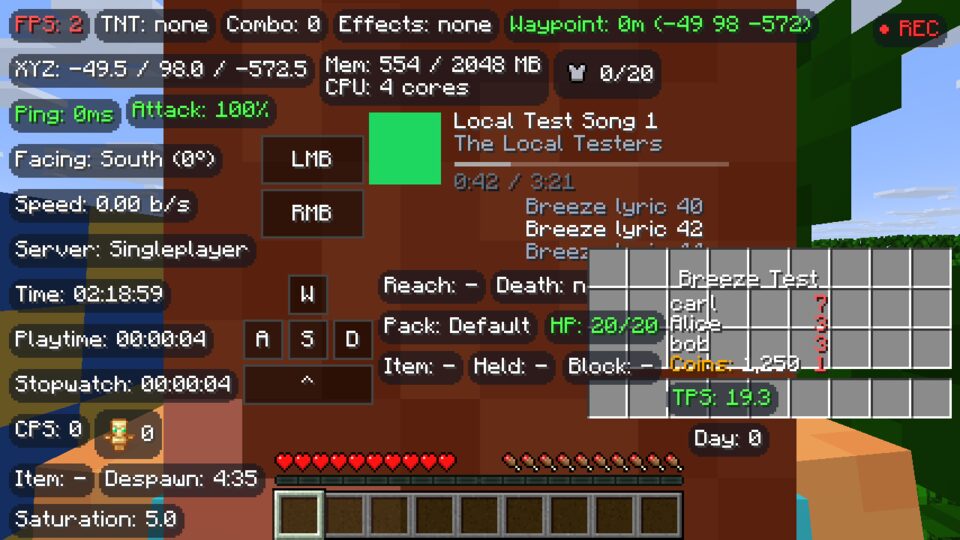 FPS: 2
TNT: none
Combo: 0
Effects: none
Waypoint: 0m (-49 98 -572)
REC
XYZ: -49.5 / 98.0 / -572.5
Mem: 554 / 2048 MB
CPU: 4 cores
0/20
Ping: 0ms
Attack: 100%
Local Test Song 1
The Local Testers
0:42 / 3:21
Facing: South (0°)
LMB
Speed: 0.00 b/s
RMB
Breeze lyric 40
Breeze lyric 42
Breeze lyric
Server: Singleplayer
Breeze Test
Time: 02:18:59
W
Reach: -
Death: n
carl 7
Alice 3
bob 3
Coins: 1,250 1
Playtime: 00:00:04
A
S
D
Pack: Default
HP: 20/20
Stopwatch: 00:00:04
^
Item: -
Held: -
Block: -
TPS: 19.3
CPS: 0
0
Day: 0
Item: -
Despawn: 4:35
Saturation: 5.0